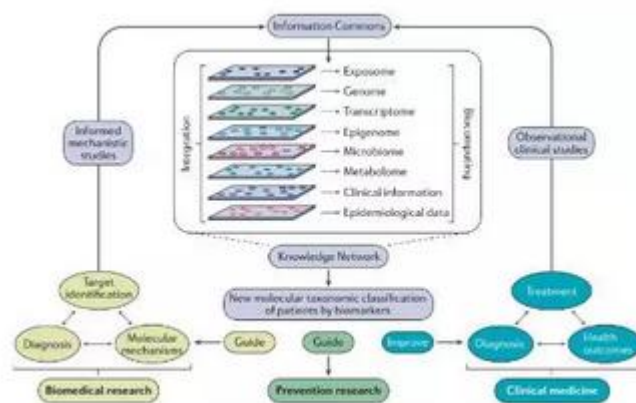 Information Commons
Integration
Exposome
Genome
Transcriptome
Epigenome
Microbiome
Metabolome
Clinical information
Epidemiological data
Biocomputing
Informed
mechanistic
studies
Observational
clinical studies
Knowledge Network
New molecular taxonomic classification
of patients by biomarkers
Target
identification
Diagnosis
Molecular
mechanisms
Guide
Guide
Improve
Treatment
Diagnosis
Health
outcomes
Biomedical research
Prevention research
Clinical medicine